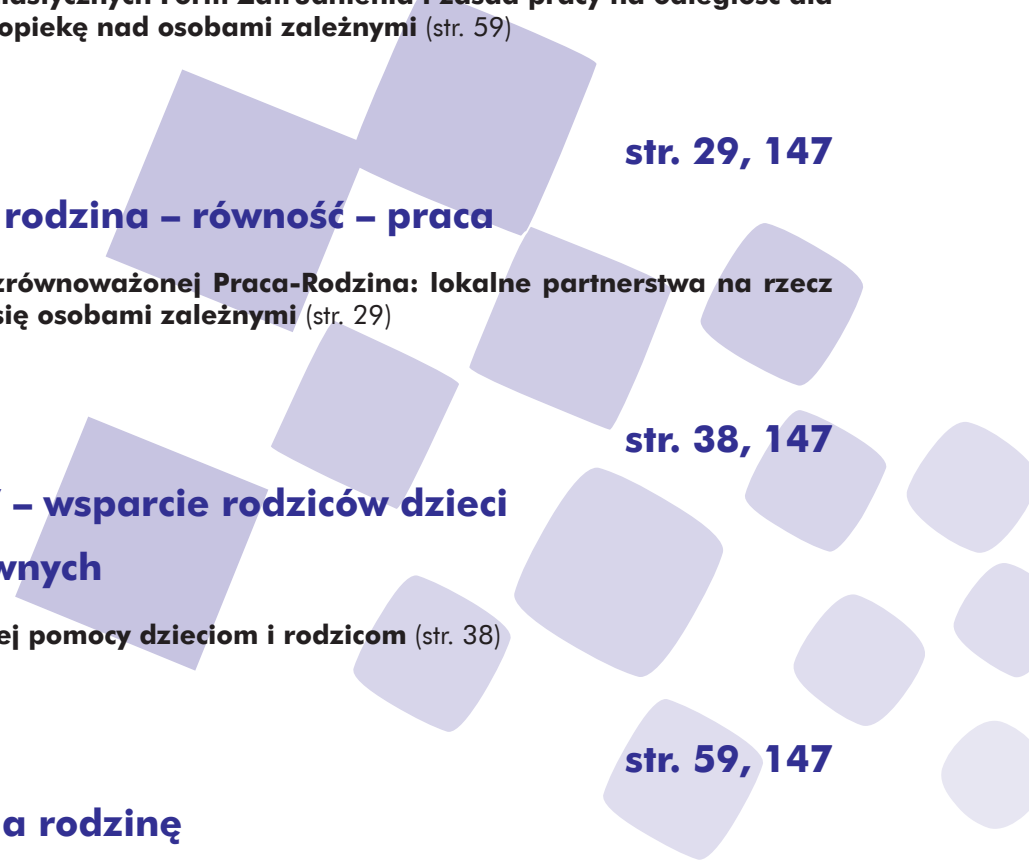 opiekę nad osobami zależnymi (str. 59)
str. 29, 147
rodzina – równość – praca
zrównoważonej Praca-Rodzina: lokalne partnerstwa na rzecz
się osobami zależnymi (str. 29)
str. 38, 147
– wsparcie rodziców dzieci
wnych
ej pomocy dzieciom i rodzicom (str. 38)
str. 59, 147
a rodzinę